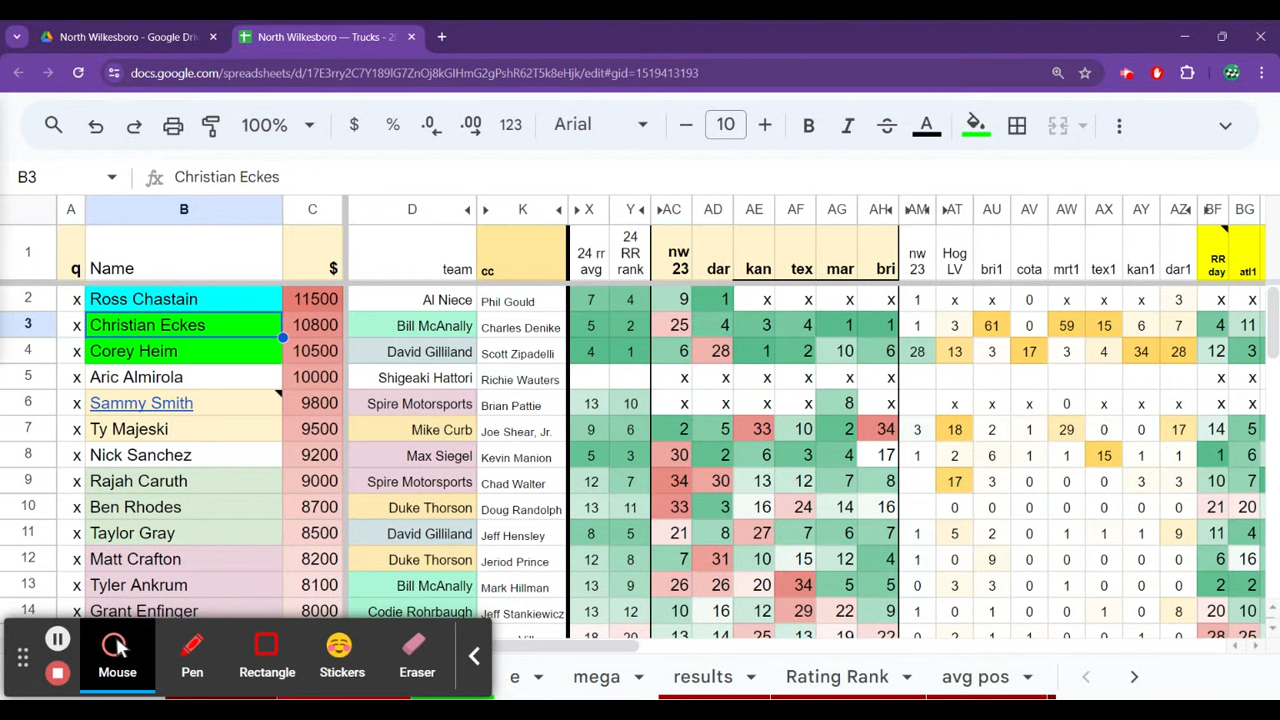 North Wilkesboro - Google Dri
North Wilkesboro — Trucks - 2
docs.google.com/spreadsheets/d/17E3rry2C7Y189lG7ZnOj8kGIHmG2gPshR62T5k8eHjk/edit#gid=1519413193
100% $ % .0 .00 123 Arial 10 B I A
B3 fx Christian Eckes
A B C D K X Y AC AD AE AF AG AH AM AT AU AV AW AX AY AZ BF BG
1 q Name $ team cc 24 rr avg 24 RR rank nw 23 dar kan tex mar bri nw 23 Hog LV bri1 cota mrt1 tex1 kan1 dar1 RR day atl1
2 x Ross Chastain 11500 Al Niece Phil Gould 7 4 9 1 x x x x 1 x x 0 x x x 3 x x
3 x Christian Eckes 10800 Bill McAnally Charles Denike 5 2 25 4 3 4 1 1 1 3 61 0 59 15 6 7 4 11
4 x Corey Heim 10500 David Gilliland Scott Zipadelli 4 1 6 28 1 2 10 6 28 13 3 17 3 4 34 28 12 3
5 x Aric Almirola 10000 Shigeaki Hattori Richie Wauters x x x x x x x x
6 x Sammy Smith 9800 Spire Motorsports Brian Pattie 13 10 x x x x 8 x x x x 0 x x x x x
7 x Ty Majeski 9500 Mike Curb Joe Shear, Jr. 9 6 2 5 33 10 2 34 3 18 2 1 29 0 0 17 14 5
8 x Nick Sanchez 9200 Max Siegel Kevin Manion 5 3 30 2 6 3 4 17 1 2 6 1 1 15 1 1 1 6
9 x Rajah Caruth 9000 Spire Motorsports Chad Walter 12 7 34 30 13 12 7 8 17 3 0 0 0 3 3 10 7
10 x Ben Rhodes 8700 Duke Thorson Doug Randolph 13 11 33 3 16 24 14 16 0 0 0 0 0 0 0 21 20
11 x Taylor Gray 8500 David Gilliland Jeff Hensley 8 5 21 8 27 7 6 7 1 5 2 0 1 1 1 9 11 4
12 x Matt Crafton 8200 Duke Thorson Jeriod Prince 12 8 7 31 10 15 12 4 1 0 9 0 0 0 0 0 6 16
13 x Tyler Ankrum 8100 Bill McAnally Mark Hillman 13 9 26 26 20 34 5 5 0 3 3 0 1 0 0 0 2 2
14 x Grant Enfinger 8000 Codie Rohrbaugh Jeff Stankiewicz 13 12 10 16 12 29 22 9 1 0 1 0 0 1 0 8 20 10
Mouse Pen Rectangle Stickers Eraser
e mega results Rating Rank avg pos